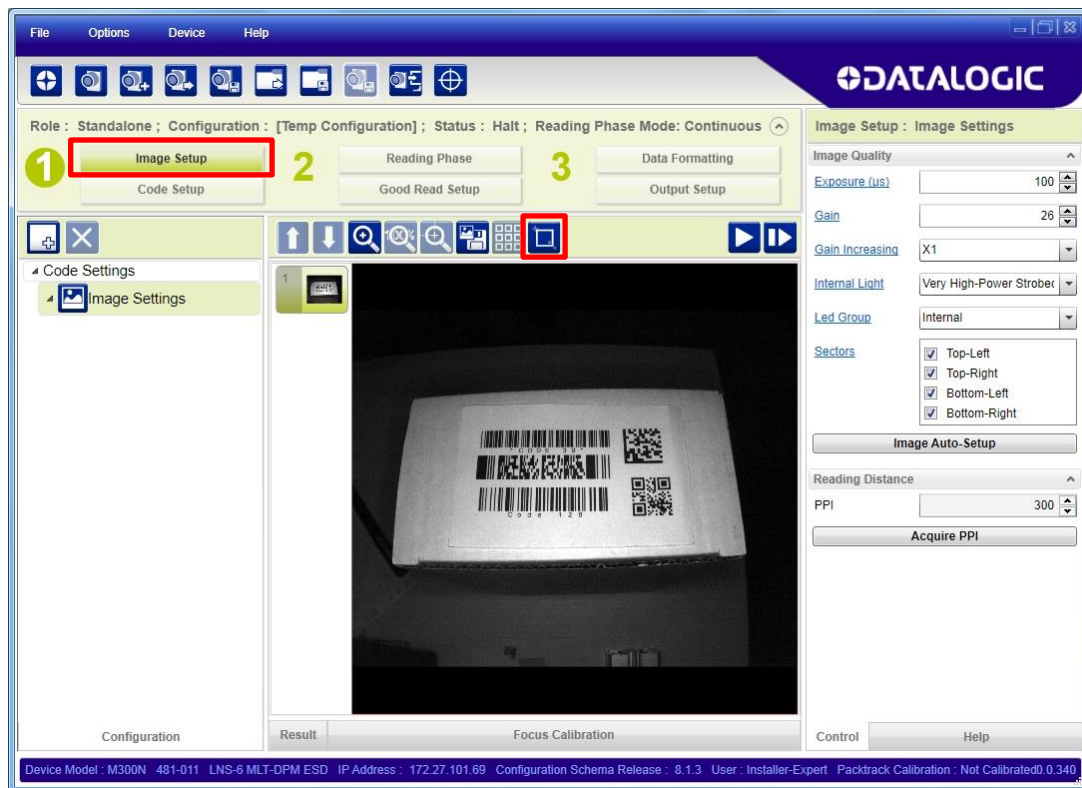 File Options Device Help
DATALOGIC
Role : Standalone ; Configuration : [Temp Configuration] ; Status : Halt ; Reading Phase Mode: Continuous
1 Image Setup 2 Reading Phase 3 Data Formatting
Code Setup Good Read Setup Output Setup
Code Settings
Image Settings
1
"CODE 39"
Code 128
Configuration
Result Focus Calibration
Image Setup : Image Settings
Image Quality
Exposure (us) 100
Gain 26
Gain Increasing X1
Internal Light Very High-Power Strobec
Led Group Internal
Sectors Top-Left
Top-Right
Bottom-Left
Bottom-Right
Image Auto-Setup
Reading Distance
PPI 300
Acquire PPI
Control Help
Device Model : M300N 481-011 LNS-6 MLT-DPM ESD IP Address : 172.27.101.69 Configuration Schema Release : 8.1.3 User : Installer-Expert Packtrack Calibration : Not Calibrated0.0.340